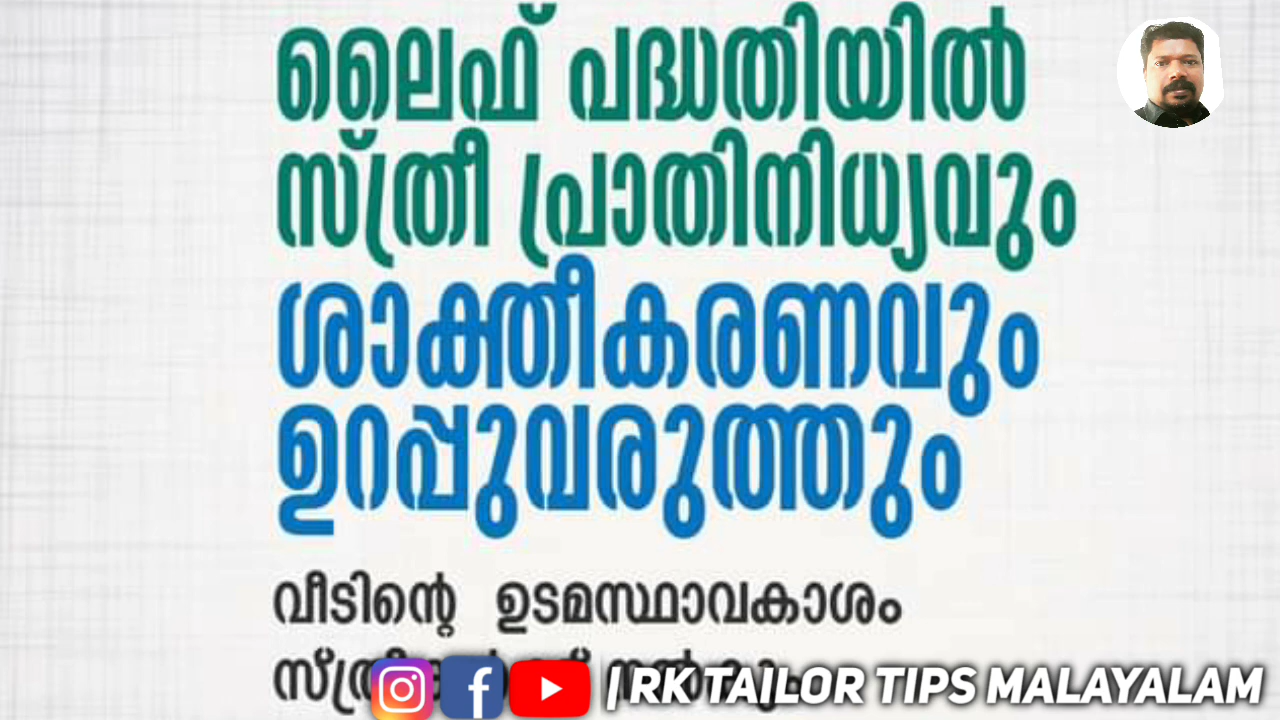 ലൈഫ് പദ്ധതിയിൽ
സ്ത്രീ പ്രാതിനിധ്യവും
ശാക്തീകരണവും
ഉറപ്പുവരുത്തും
വീടിന്റെ ഉടമസ്ഥാവകാശം
| RK TAILOR TIPS MALAYALAM